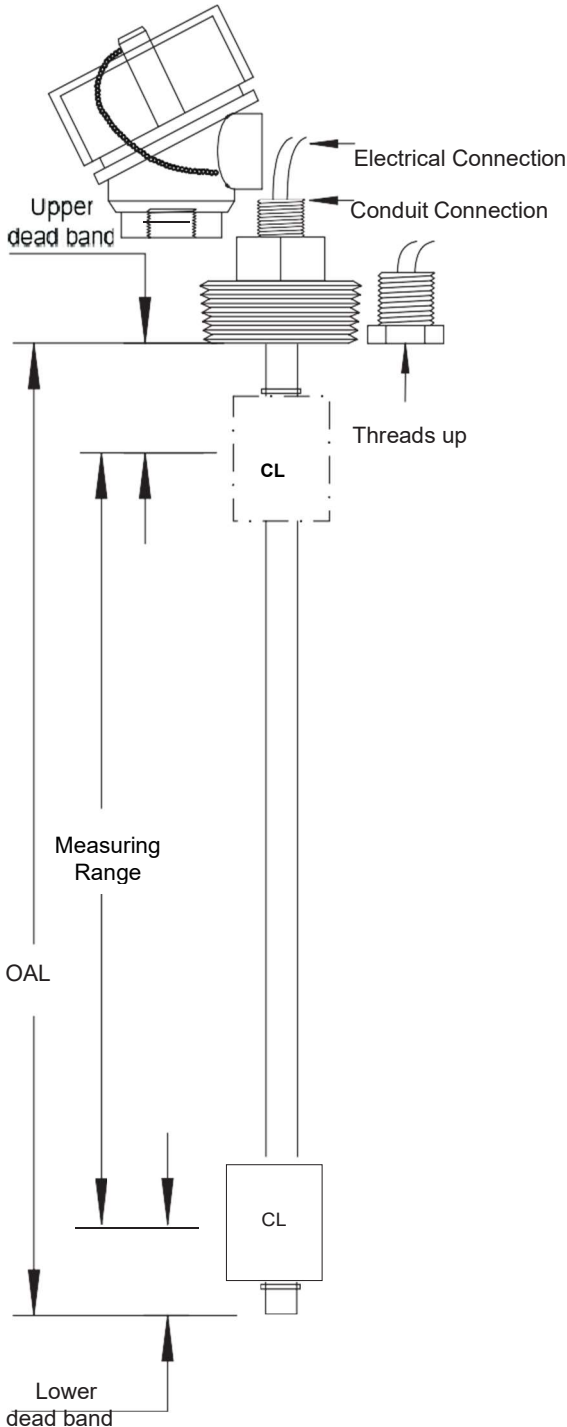 Electrical Connection
Upper
dead band
Conduit Connection
Threads up
CL
Measuring
Range
OAL
CL
Lower
dead band